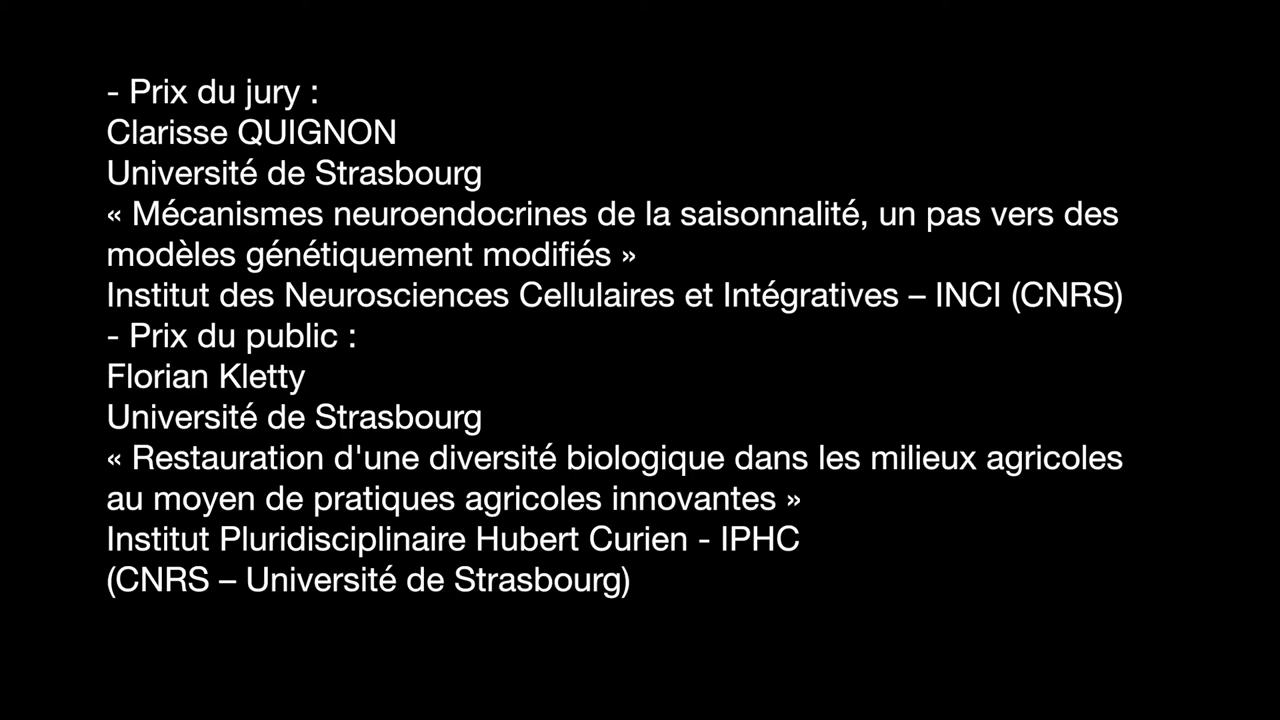 - Prix du jury :
Clarisse QUIGNON
Université de Strasbourg
« Mécanismes neuroendocrines de la saisonnalité, un pas vers des
modèles génétiquement modifiés »
Institut des Neurosciences Cellulaires et Intégratives – INCI (CNRS)
- Prix du public :
Florian Kletty
Université de Strasbourg
« Restauration d'une diversité biologique dans les milieux agricoles
au moyen de pratiques agricoles innovantes »
Institut Pluridisciplinaire Hubert Curien - IPHC
(CNRS – Université de Strasbourg)